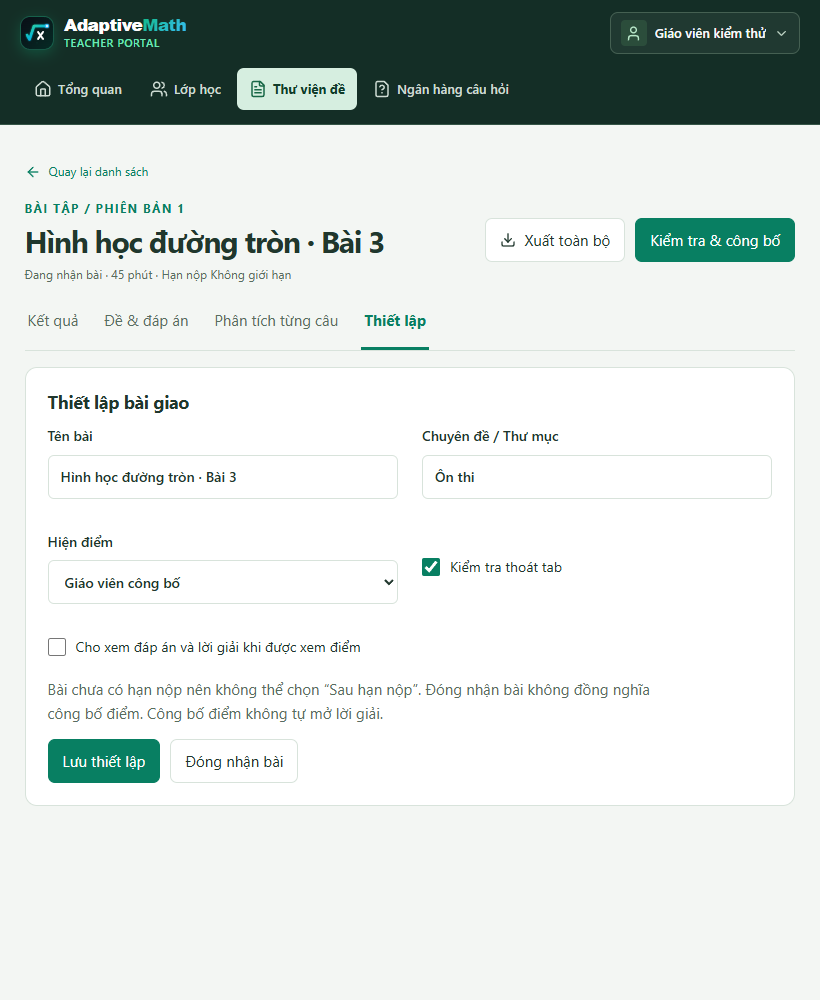 AdaptiveMath
TEACHER PORTAL
Giáo viên kiểm thử
Tổng quan
Lớp học
Thư viện đề
Ngân hàng câu hỏi
Quay lại danh sách
BÀI TẬP / PHIÊN BẢN 1
Hình học đường tròn · Bài 3
Đang nhận bài · 45 phút · Hạn nộp Không giới hạn
Xuất toàn bộ
Kiểm tra & công bố
Kết quả
Đề & đáp án
Phân tích từng câu
Thiết lập
Thiết lập bài giao
Tên bài
Chuyên đề / Thư mục
Hình học đường tròn · Bài 3
Ôn thi
Hiện điểm
Giáo viên công bố
Kiểm tra thoát tab
Cho xem đáp án và lời giải khi được xem điểm
Bài chưa có hạn nộp nên không thể chọn “Sau hạn nộp”. Đóng nhận bài không đồng nghĩa
công bố điểm. Công bố điểm không tự mở lời giải.
Lưu thiết lập
Đóng nhận bài